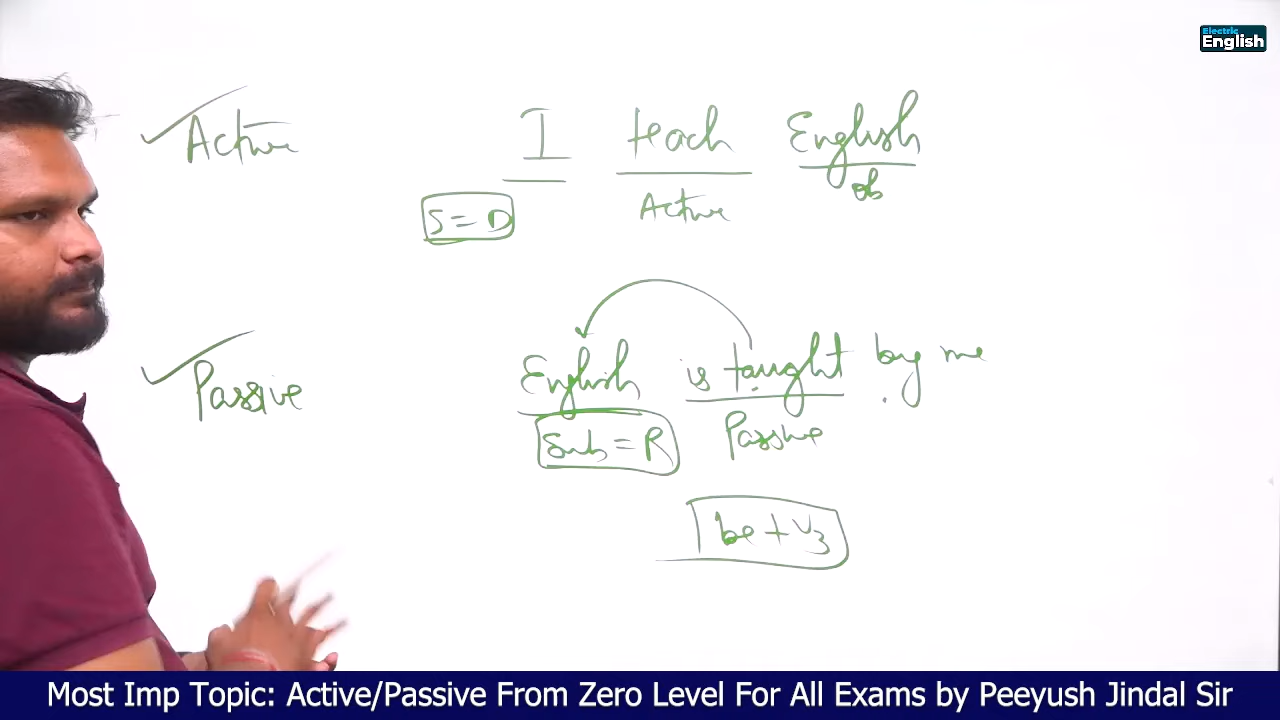 Electric
English
Active I teach English
Active ob
S = D
English is taught by me
Passive
Sub = R Passive
be + V3
Most Imp Topic: Active/Passive From Zero Level For All Exams by Peeyush Jindal Sir